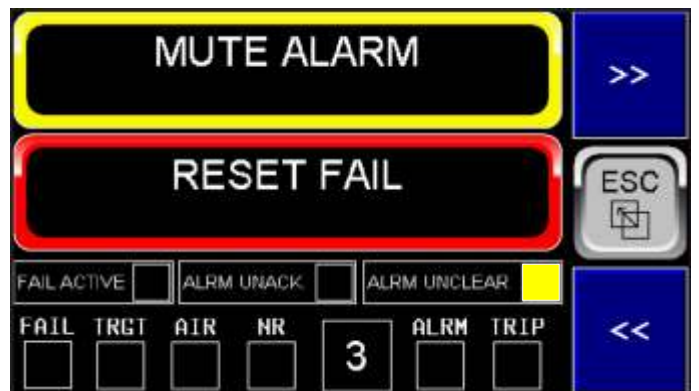 MUTE ALARM
>>
RESET FAIL
ESC
FAIL ACTIVE ALRM UNACK. ALRM UNCLEAR
FAIL TRGT AIR NR 3 ALRM TRIP
<<